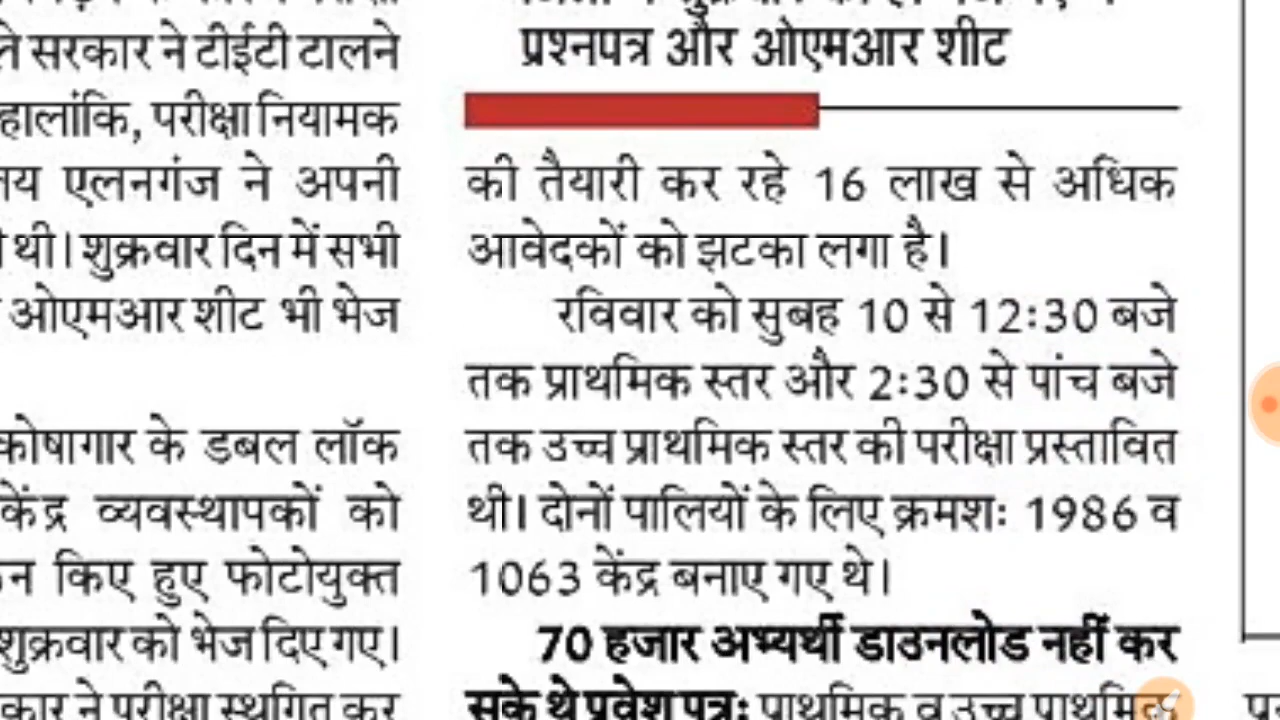 ते सरकार ने टीईटी टालने
हालांकि, परीक्षा नियामक
एलनगंज ने अपनी
थी। शुक्रवार दिन में सभी
ओएमआर शीट भी भेज
कोषागार के डबल लॉक
केंद्र व्यवस्थापकों को
किए हुए फोटोयुक्त
शुक्रवार को भेज दिए गए।
ने परीक्षा स्थगित कर
प्रश्नपत्र और ओएमआर शीट
की तैयारी कर रहे 16 लाख से अधिक
आवेदकों को झटका लगा है।
रविवार को सुबह 10 से 12:30 बजे
तक प्राथमिक स्तर और 2:30 से पांच बजे
तक उच्च प्राथमिक स्तर की परीक्षा प्रस्तावित
थी। दोनों पालियों के लिए क्रमशः 1986 व
1063 केंद्र बनाए गए थे।
70 हजार अभ्यर्थी डाउनलोड नहीं कर
सके थे प्रवेश पत्र: प्राथमिक व उच्च प्राथमिक